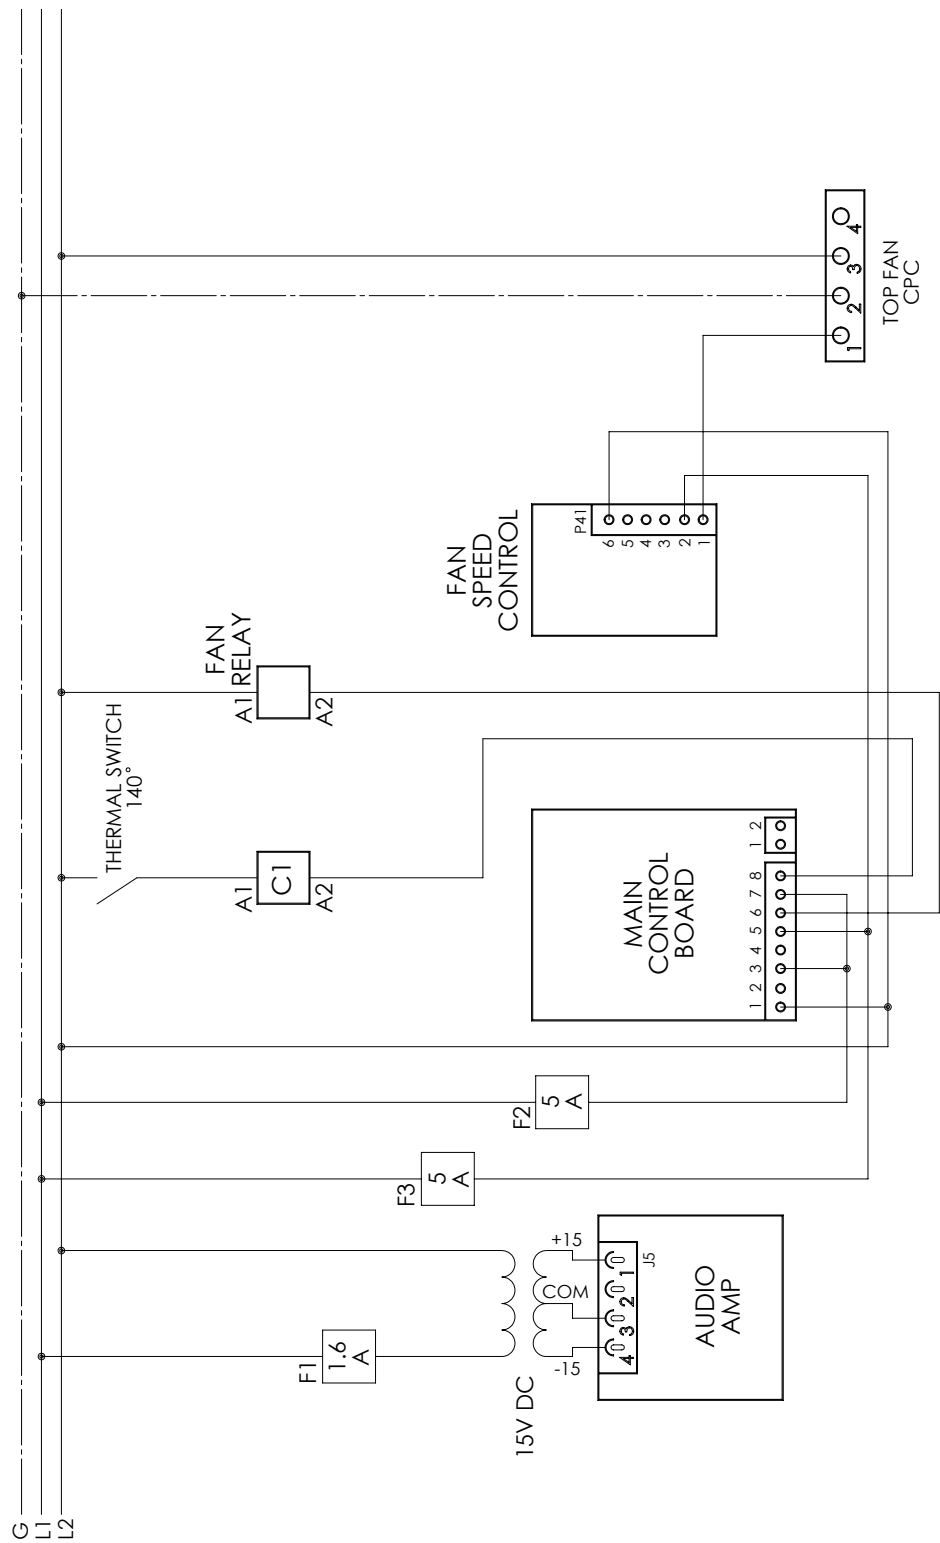 G
L1
L2
F1
1.6
A
15V DC
+15
COM
-15
1
2
3
4
J5
AUDIO
AMP
F3
5
A
F2
5
A
MAIN
CONTROL
BOARD
1 2 3 4 5 6 7 8
1 2
THERMAL SWITCH
140°
A1
C1
A2
FAN
RELAY
A1
A2
FAN
SPEED
CONTROL
P41
6
5
4
3
2
1
1 2 3 4
TOP FAN
CPC